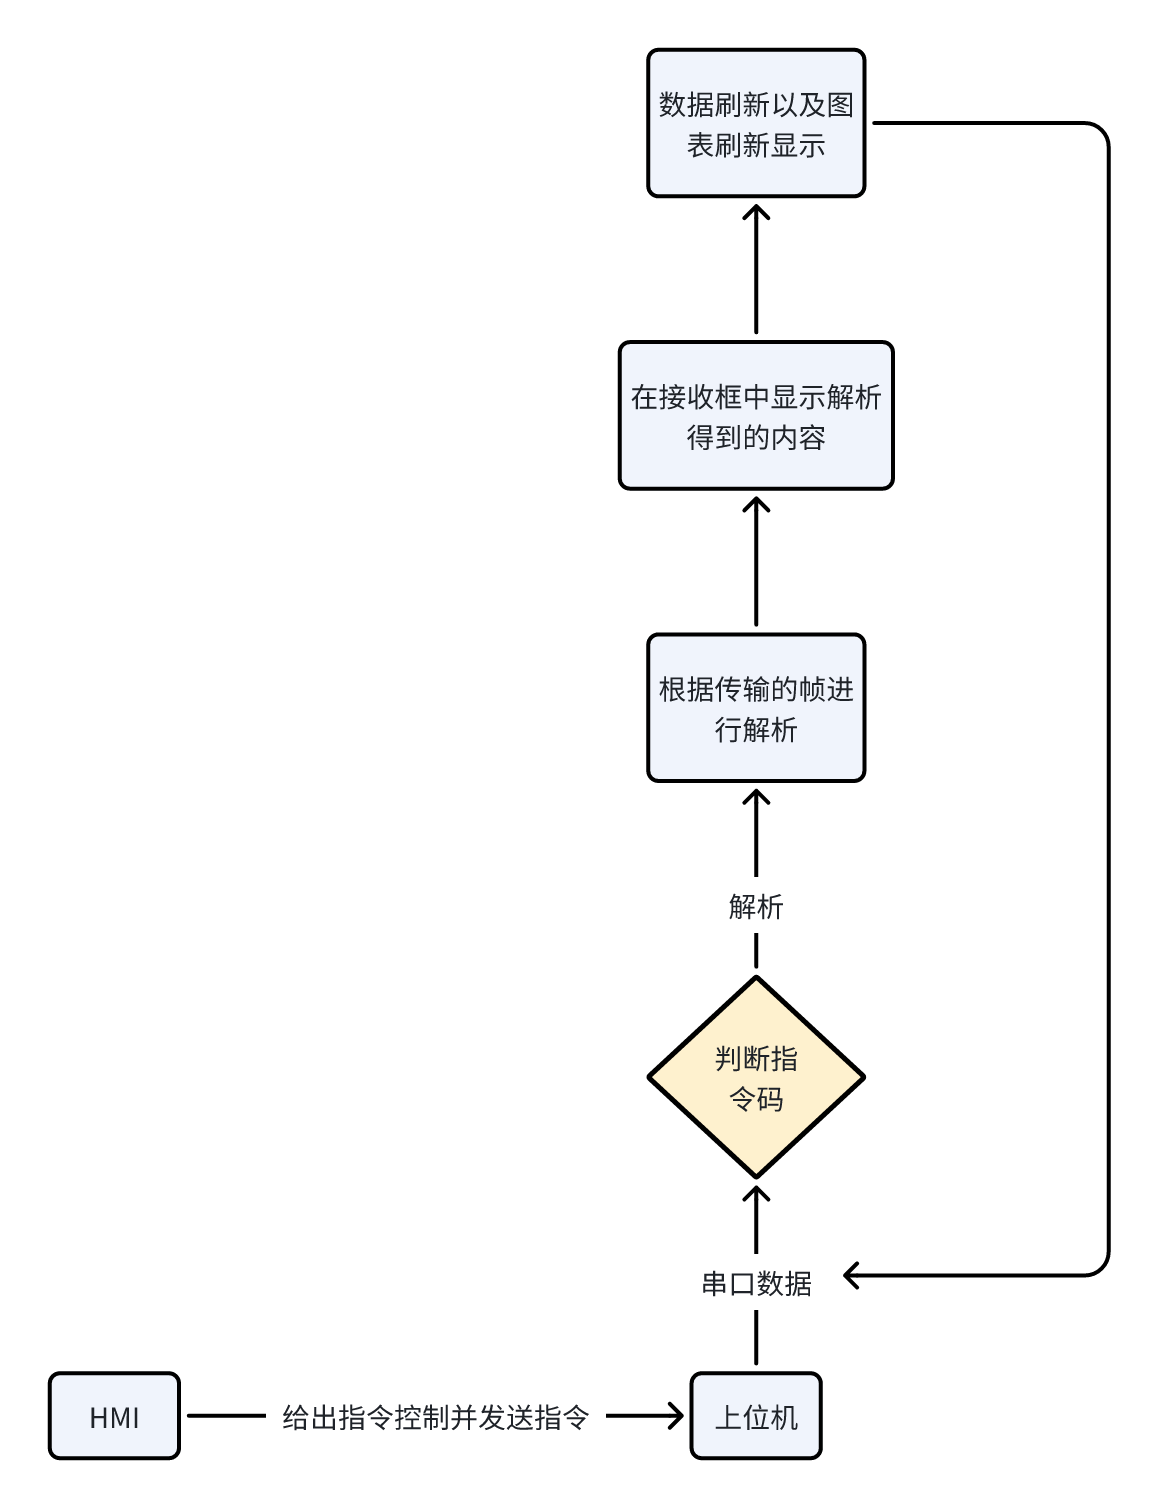 数据刷新以及图
表刷新显示
在接收框中显示解析
得到的内容
根据传输的帧进
行解析
解析
判断指
令码
串口数据
HMI
给出指令控制并发送指令
上位机